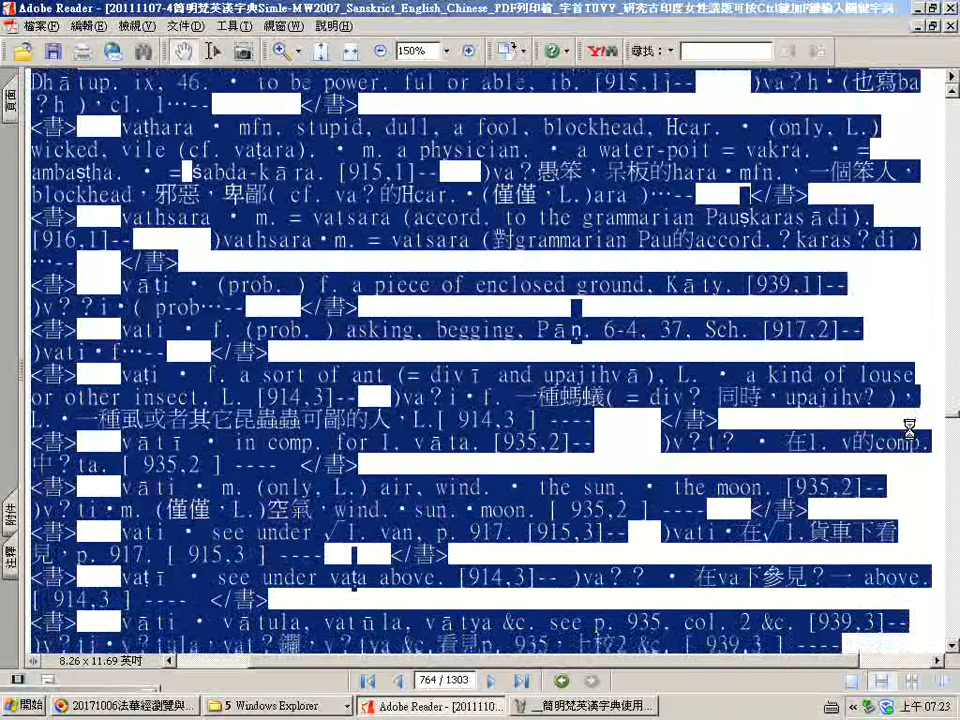 Adobe Reader - [20111107-4簡明梵英漢字典Simle-MW2007_Sanskrict_English_Chinese_PDF列印檔_字首TUVY_研究古印度女性議題可按Ctrl鍵加F鍵輸入關鍵字詞
檔案(F) 編輯(E) 檢視(V) 文件(D) 工具(T) 視窗(W) 說明(H)
150% Y! 尋找：
Dhātup. ix, 46. • to be power. ful or able, ib. [915,1]-- )va？h •(也寫ba
？h )，cl. 1…-- </書>
<書> vaṭhara • mfn. stupid, dull, a fool, blockhead, Hcar. • (only, L.)
wicked, vile (cf. vaṭara). • m. a physician. • a water-poit = vakra. • =
ambaṣṭha. • = śabda-kāra. [915,1]-- )va？愚笨，呆板的hara•mfn.，一個笨人，
blockhead，邪惡，卑鄙( cf. va？的Hcar. •(僅僅，L.)ara )…-- </書>
<書> vathsara • m. = vatsara (accord. to the grammarian Pauṣkarasādi).
[916,1]-- )vathsara•m. = vatsara (對grammarian Pau的accord.？karas？di )
…-- </書>
<書> vāṭi • (prob. ) f. a piece of enclosed ground, Kāty. [939,1]--
)v？？i•( prob…-- </書>
<書> vati • f. (prob. ) asking, begging, Pāṇ. 6-4, 37. Sch. [917,2]--
)vati•f…-- </書>
<書> vaṭi • f. a sort of ant (= divī and upajihvā), L. • a kind of louse
or other insect, L. [914,3]-- )va？i•f. 一種螞蟻( = div？ 同時，upajihv? )，
L.•一種虱或者其它昆蟲蟲可鄙的人，L.[ 914,3 ] ---- </書>
<書> vātī • in comp. for 1. vāta. [935,2]-- )v？t？ • 在1. v的comp.
中？ta. [ 935,2 ] ---- </書>
<書> vāti • m. (only, L.) air, wind. • the sun. • the moon. [935,2]--
)v？ti•m. (僅僅，L.)空氣，wind.•sun.•moon. [ 935,2 ] ---- </書>
<書> vati • see under √1. van, p. 917. [915,3]-- )vati•在√1.貨車下看
見，p. 917. [ 915,3 ] ---- </書>
<書> vaṭī • see under vaṭa above. [914,3]-- )va？？ • 在va下參見？一 above.
[ 914,3 ] ---- </書>
<書> vāti • vātula, vatūla, vātya &c. see p. 935. col. 2 &c. [939,3]--
頁面
附件
注釋
8.26 x 11.69 英吋
764 / 1303
開始 20171006法華經瀏覽與... 5 Windows Explorer Adobe Reader - [201110... __簡明梵英漢字典使用... 上午 07:23